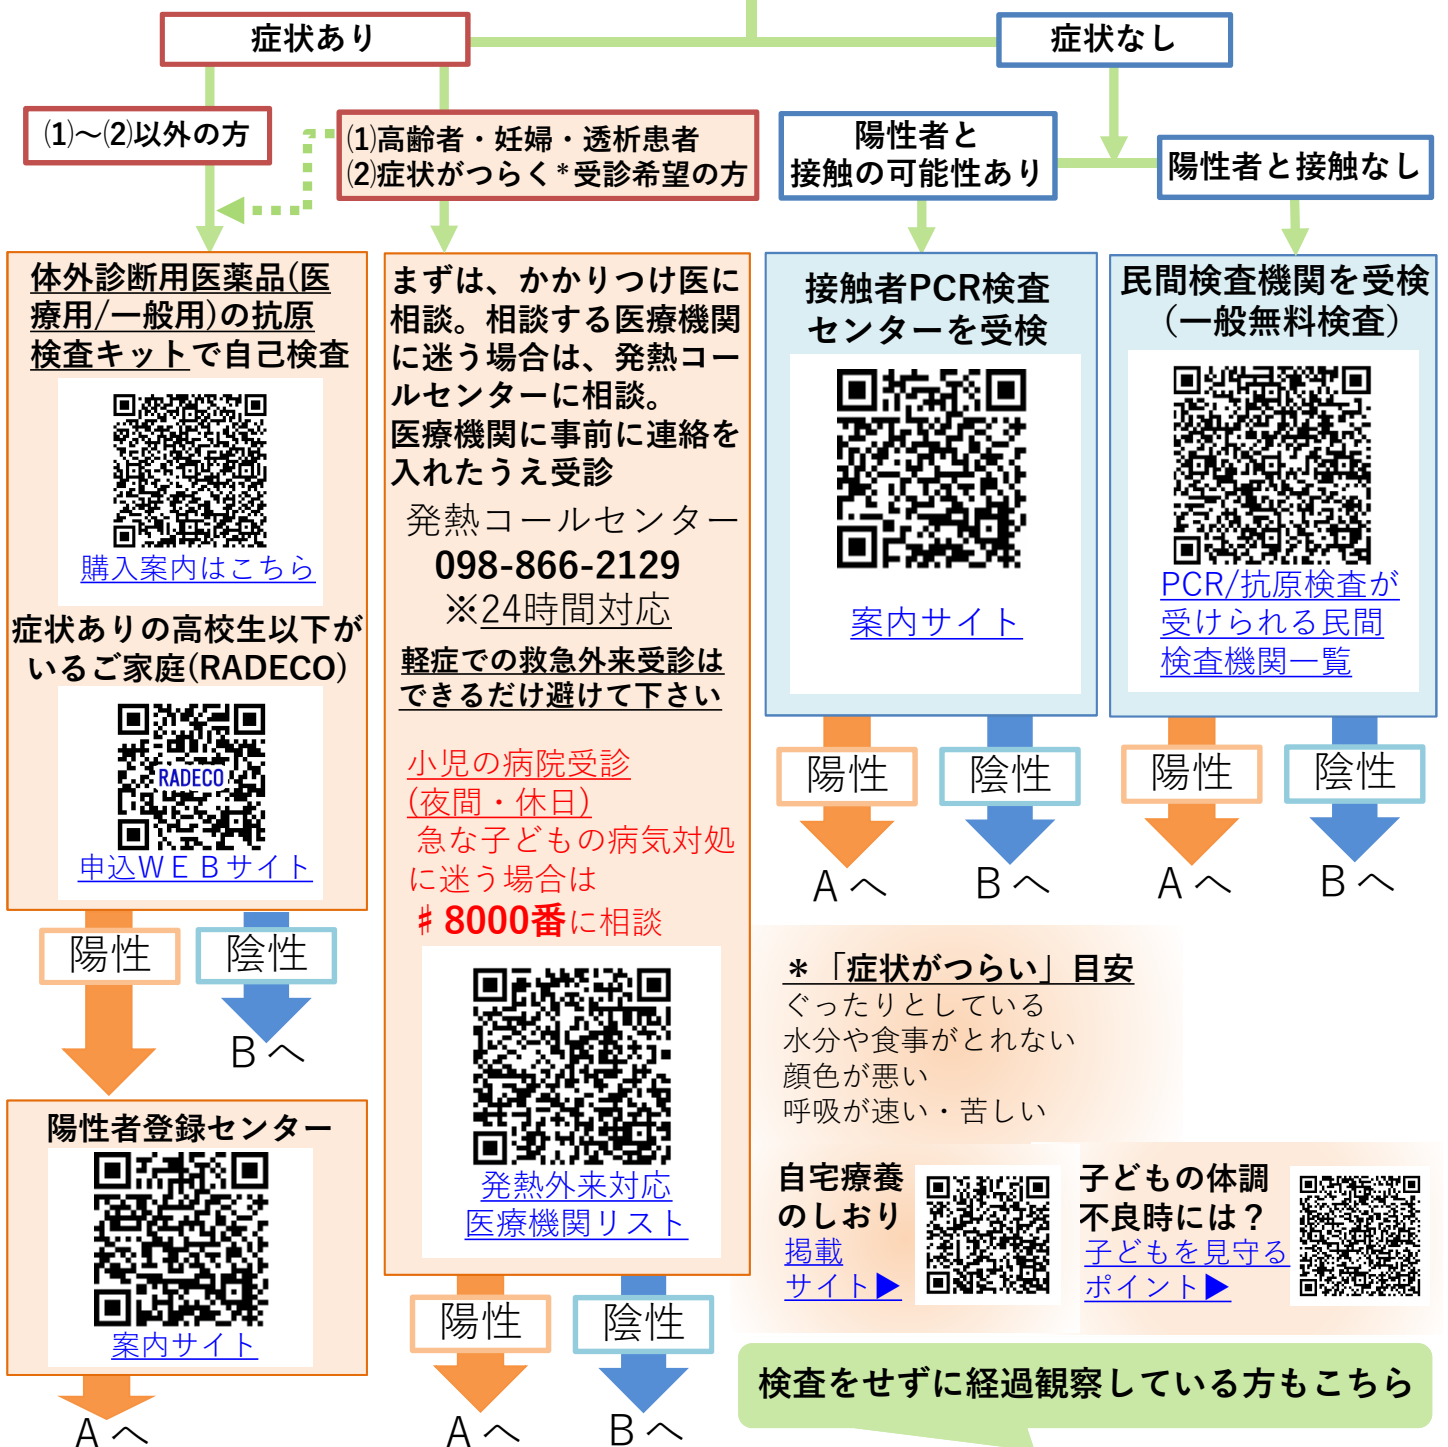 症状あり
症状なし
⑴～⑵以外の方
⑴高齢者・妊婦・透析患者
⑵症状がつらく*受診希望の方
陽性者と
接触の可能性あり
陽性者と接触なし
体外診断用医薬品(医
療用/一般用)の抗原
検査キットで自己検査
購入案内はこちら
症状ありの高校生以下が
いるご家庭(RADECO)
RADECO
申込ＷＥＢサイト
陽性
陰性
Bへ
陽性者登録センター
案内サイト
Aへ
まずは、かかりつけ医に
相談。相談する医療機関
に迷う場合は、発熱コー
ルセンターに相談。
医療機関に事前に連絡を
入れたうえ受診
発熱コールセンター
098-866-2129
※24時間対応
軽症での救急外来受診は
できるだけ避けて下さい
小児の病院受診
(夜間・休日)
急な子どもの病気対処
に迷う場合は
♯8000番に相談
発熱外来対応
医療機関リスト
陽性
陰性
Aへ
Bへ
接触者PCR検査
センターを受検
案内サイト
陽性
陰性
Aへ
Bへ
民間検査機関を受検
（一般無料検査）
PCR/抗原検査が
受けられる民間
検査機関一覧
陽性
陰性
Aへ
Bへ
＊「症状がつらい」目安
ぐったりとしている
水分や食事がとれない
顔色が悪い
呼吸が速い・苦しい
自宅療養
のしおり
掲載
サイト▶
子どもの体調
不良時には？
子どもを見守る
ポイント▶
検査をせずに経過観察している方もこちら